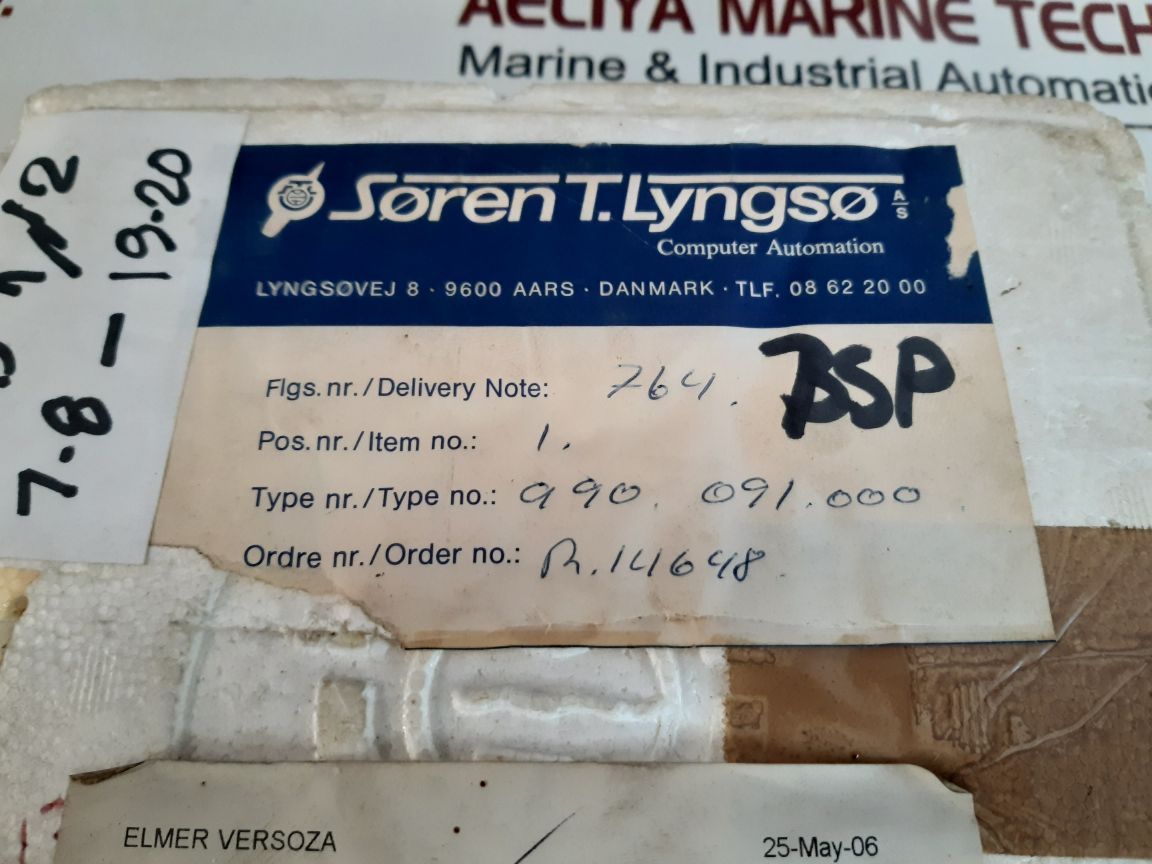 AELIYA MARINE TECH
Marine & Industrial Automati
Søren T. Lyngsø A/S
Computer Automation
LYNGSØVEJ 8 · 9600 AARS · DANMARK · TLF. 08 62 20 00
BSP
Flgs. nr./Delivery Note: 764.
Pos. nr./Item no.: 1.
Type nr./Type no.: 990. 091.000
Ordre nr./Order no.: R.14648
7-8 - 19-20
ELMER VERSOZA
25-May-06